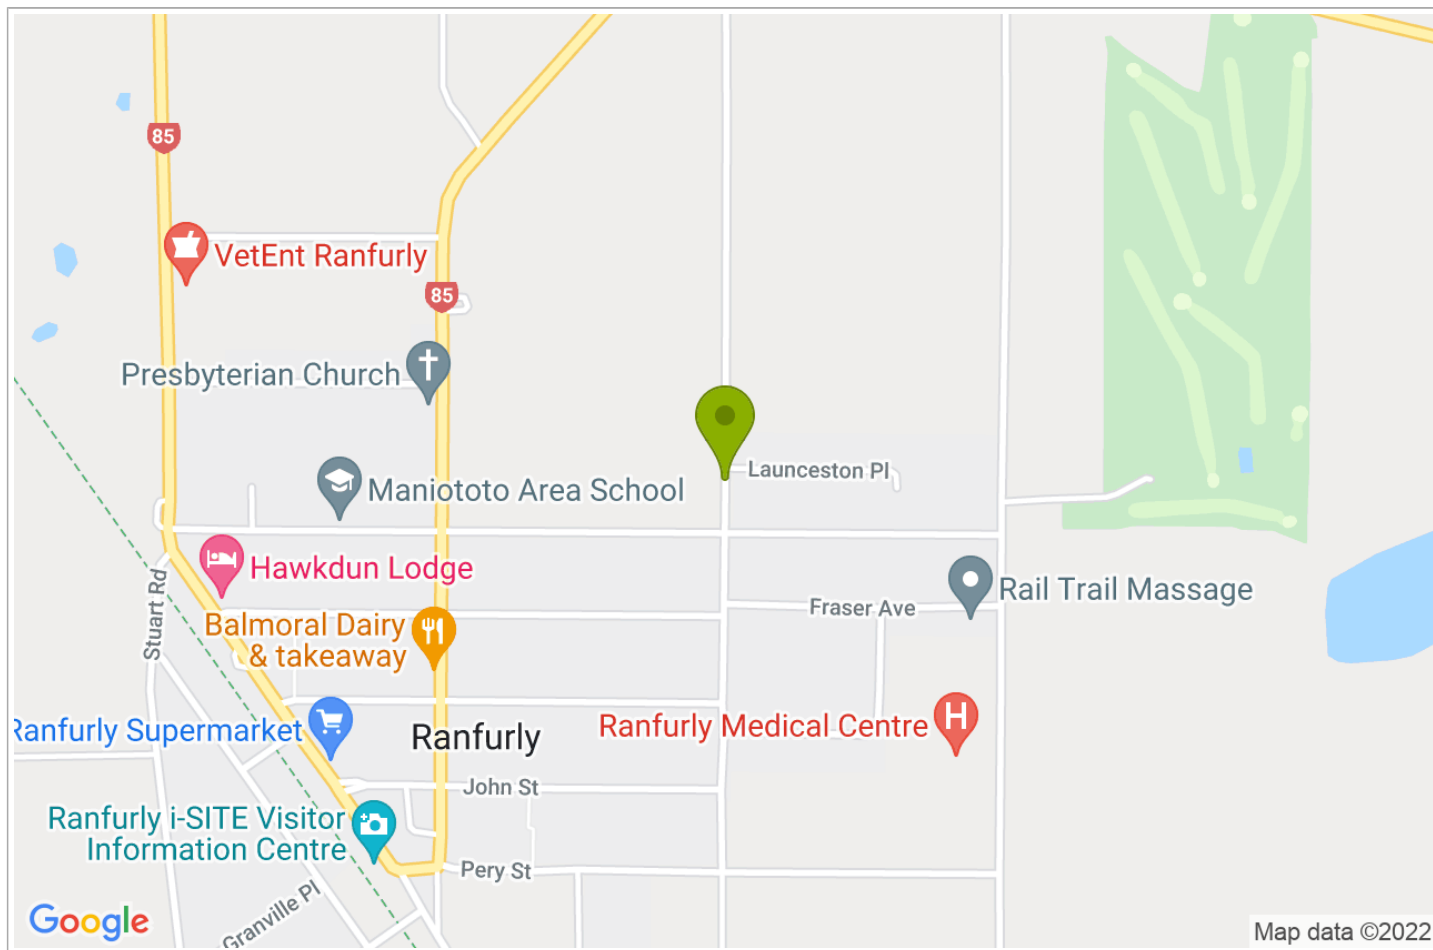 85
VetEnt Ranfurly
85
Presbyterian Church
Launceston Pl
Maniototo Area School
Hawkdun Lodge
Rail Trail Massage
Stuart Rd
Fraser Ave
Balmoral Dairy
& takeaway
H
Ranfurly Supermarket
Ranfurly
Ranfurly Medical Centre
John St
Ranfurly i-SITE Visitor
Information Centre
Pery St
Granville Pl
Google
Map data ©2022